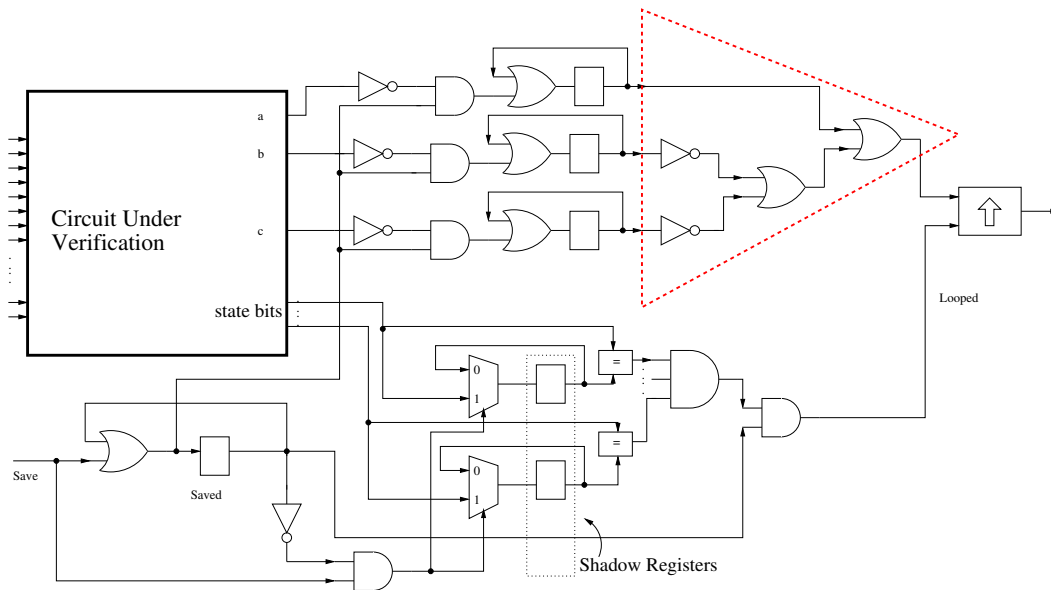 a
b
Circuit Under
Verification
c
state bits
Looped
=
0
1
=
Save
Saved
0
1
Shadow Registers